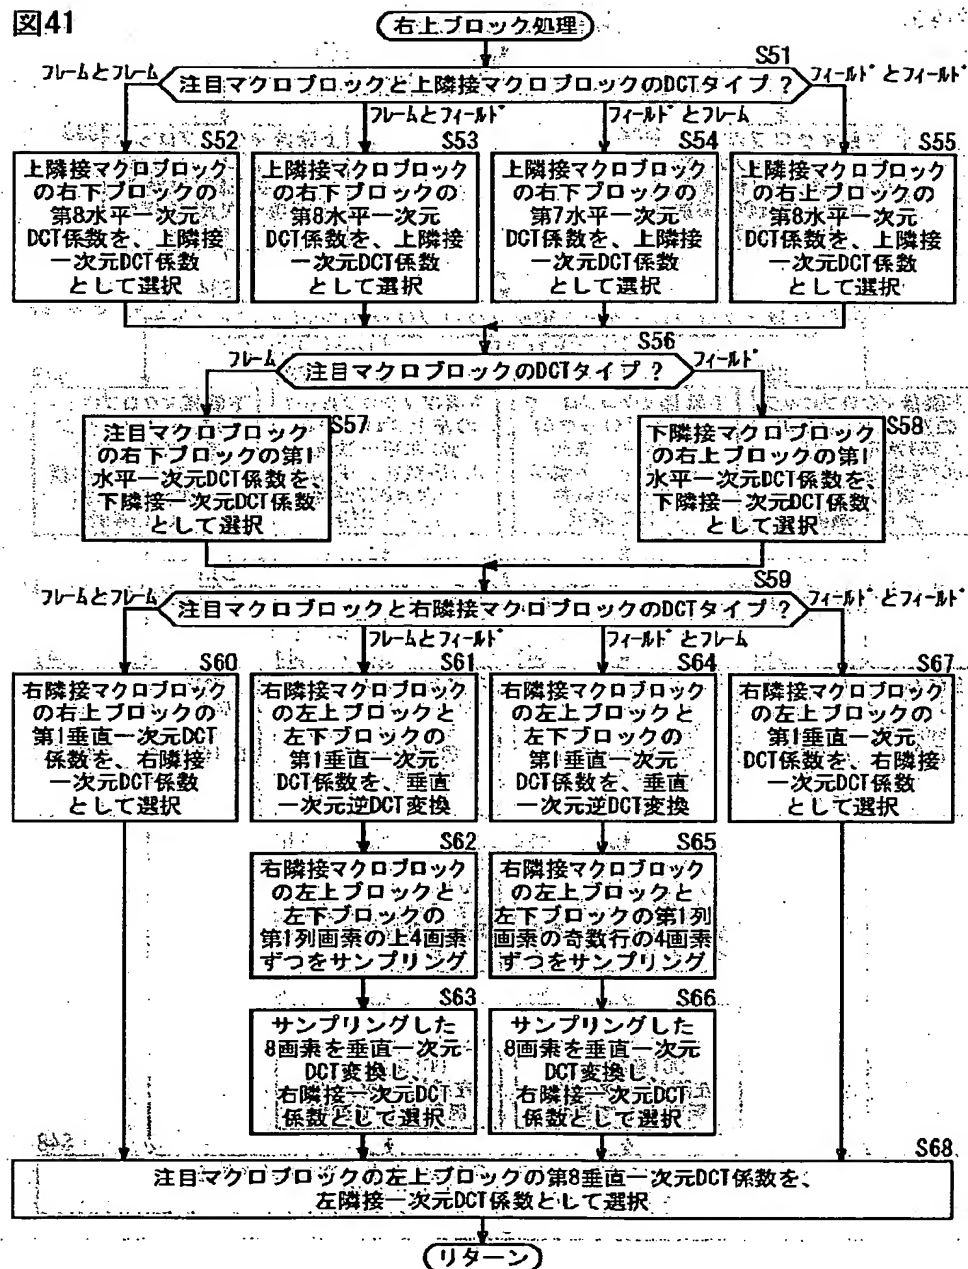 図41
右上ブロック処理
S51
フレームとフレーム
注目マクロブロックと上隣接マクロブロックのDCTタイプ?
フィールドとフィールド
フレームとフィールド
フィールドとフレーム
S52
上隣接マクロブロック
の右下ブロックの
第8水平一次元
DCT係数を、上隣接
一次元DCT係数
として選択
S53
上隣接マクロブロック
の右下ブロックの
第8水平一次元
DCT係数を、上隣接
一次元DCT係数
として選択
S54
上隣接マクロブロック
の右下ブロックの
第7水平一次元
DCT係数を、上隣接
一次元DCT係数
として選択
S55
上隣接マクロブロック
の右上ブロックの
第8水平一次元
DCT係数を、上隣接
一次元DCT係数
として選択
S56
フレーム
注目マクロブロックのDCTタイプ?
フィールド
S57
注目マクロブロック
の右下ブロックの第1
水平一次元DCT係数を、
下隣接一次元DCT係数
として選択
S58
下隣接マクロブロック
の右上ブロックの第1
水平一次元DCT係数を、
下隣接一次元DCT係数
として選択
S59
フレームとフレーム
注目マクロブロックと右隣接マクロブロックのDCTタイプ?
フィールドとフィールド
フレームとフィールド
フィールドとフレーム
S60
右隣接マクロブロック
の右上ブロックの
第1垂直一次元DCT
係数を、右隣接
一次元DCT係数
として選択
S61
右隣接マクロブロック
の左上ブロックと
左下ブロックの
第1垂直一次元
DCT係数を、垂直
一次元逆DCT変換
S64
右隣接マクロブロック
の左上ブロックと
左下ブロックの
第1垂直一次元
DCT係数を、垂直
一次元逆DCT変換
S67
右隣接マクロブロック
の左上ブロックの
第1垂直一次元
DCT係数を、右隣接
一次元DCT係数
として選択
S62
右隣接マクロブロック
の左上ブロックと
左下ブロックの
第1列画素の上4画素
ずつをサンプリング
S65
右隣接マクロブロック
の左上ブロックと
左下ブロックの第1列
画素の奇数行の4画素
ずつをサンプリング
S63
サンプリングした
8画素を垂直一次元
DCT変換し、
右隣接一次元DCT
係数として選択
S66
サンプリングした
8画素を垂直一次元
DCT変換し、
右隣接一次元DCT
係数として選択
S68
注目マクロブロックの左上ブロックの第8垂直一次元DCT係数を、
左隣接一次元DCT係数として選択
リターン